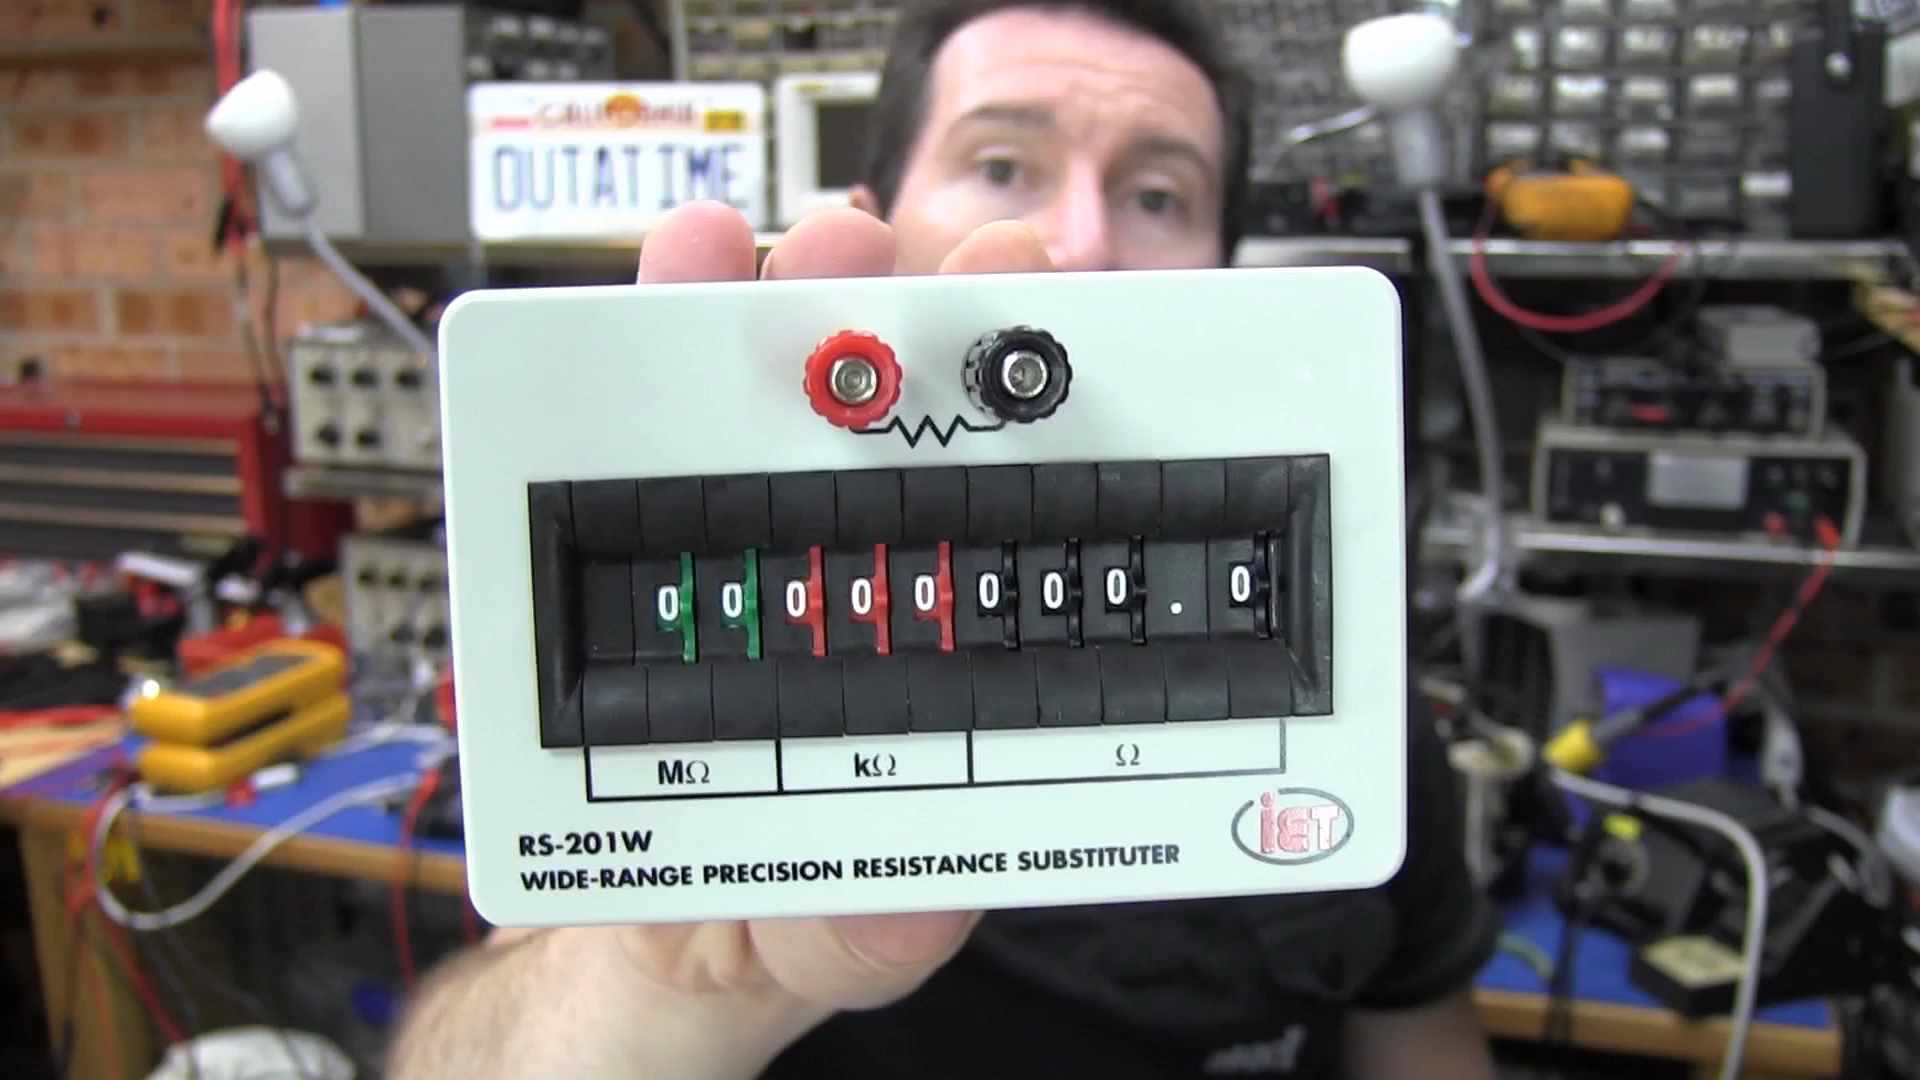 CALIFORNIA
OUTATIME
0 0 0 0 0 0 0 0 . 0
MΩ kΩ Ω
RS-201W
WIDE-RANGE PRECISION RESISTANCE SUBSTITUTER
iET